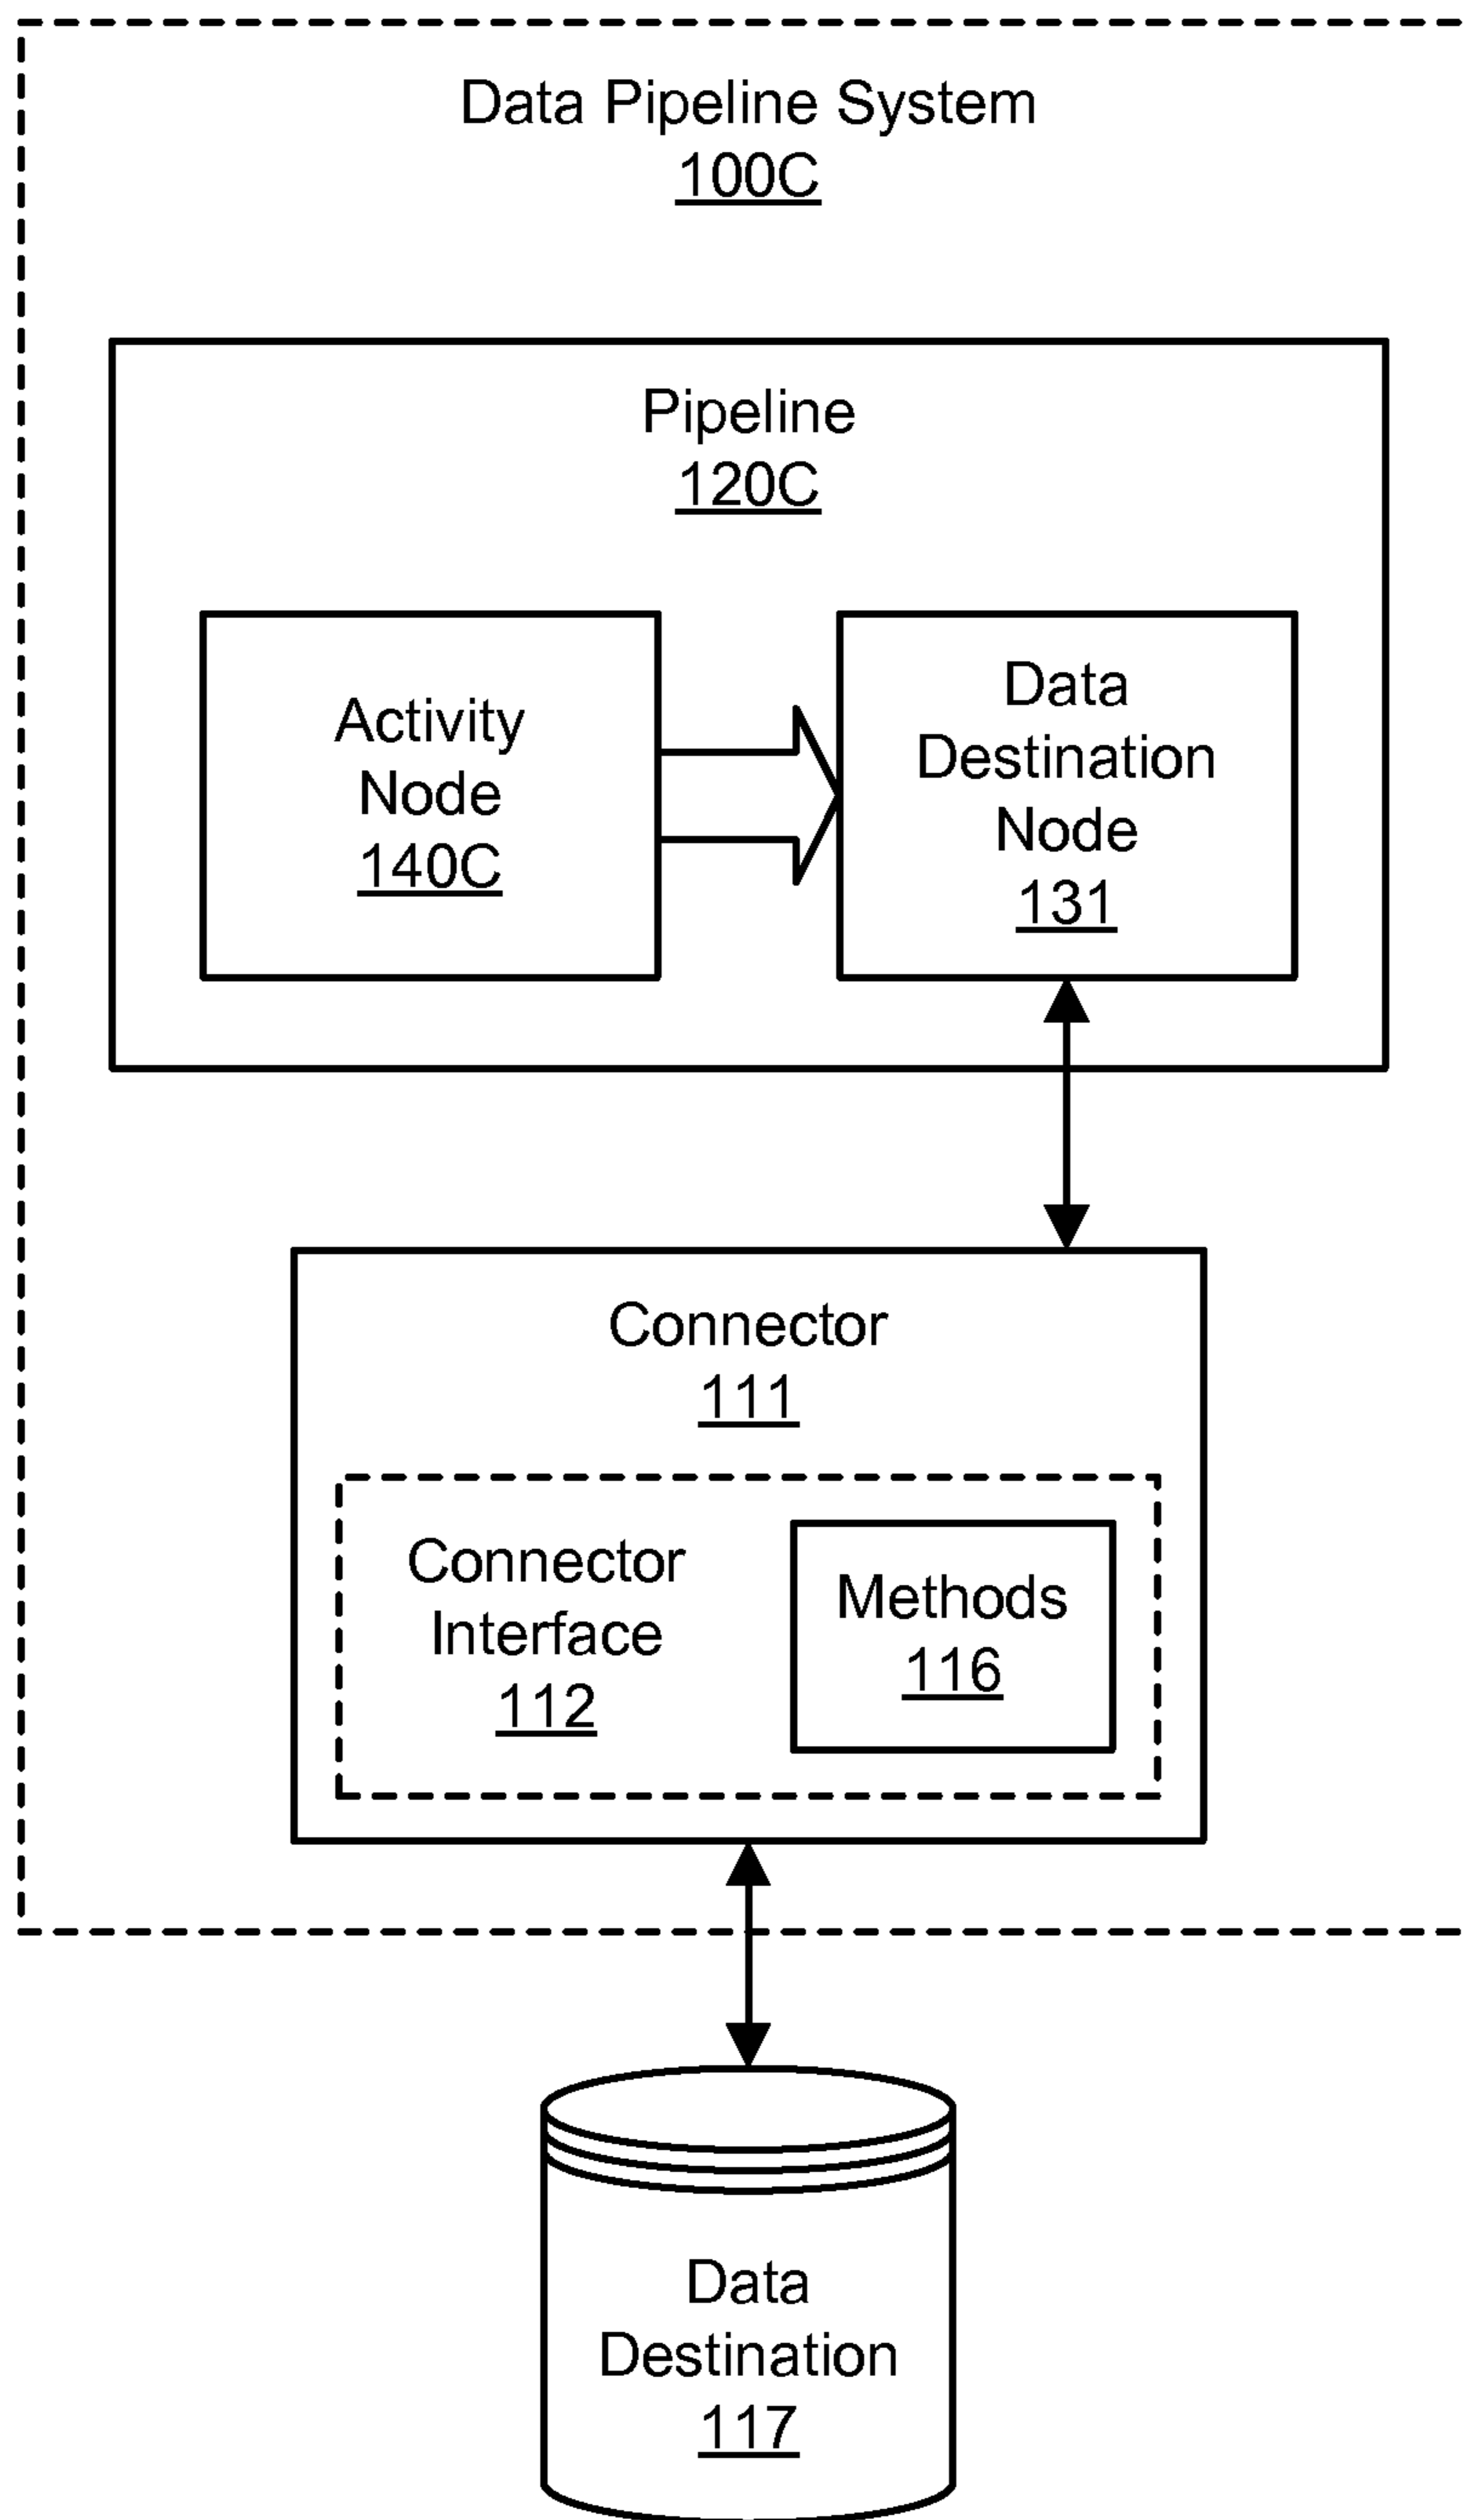 Data Pipeline System
100C
Pipeline
120C
Activity
Node
140C
Data
Destination
Node
131
Connector
111
Connector
Interface
112
Methods
116
Data
Destination
117